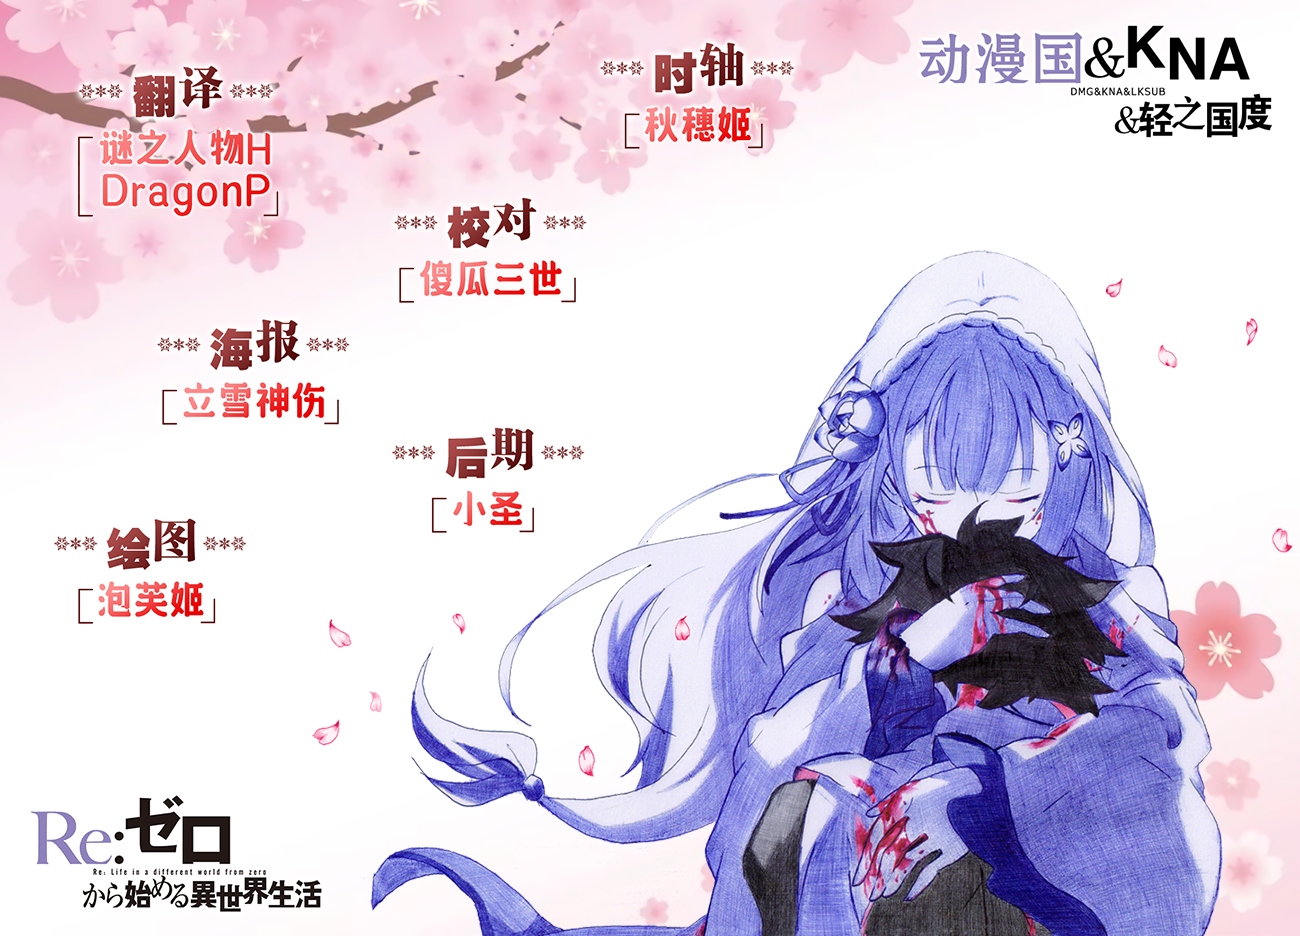 动漫国&KNA
DMG&KNA&LKSUB
&轻之国度
翻译
谜之人物H
DragonP
时轴
秋穗姬
校对
傻瓜三世
海报
立雪神伤
后期
小圣
绘图
泡芙姬
Re:ゼロ
Re: Life in a different world from zero
から始める異世界生活